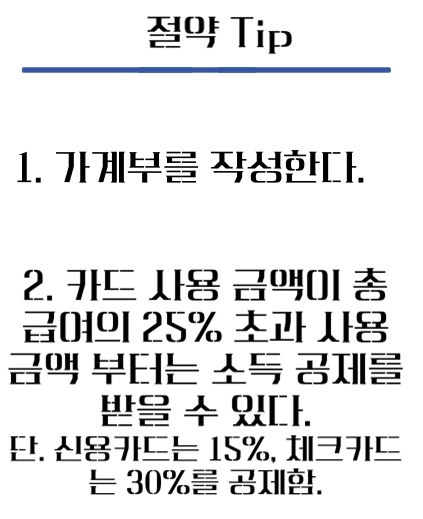 절약 Tip
1. 가계부를 작성한다.
2. 카드 사용 금액이 총
급여의 25% 초과 사용
금액 부터는 소득 공제를
받을 수 있다.
단. 신용카드는 15%, 체크카드
는 30%를 공제함.